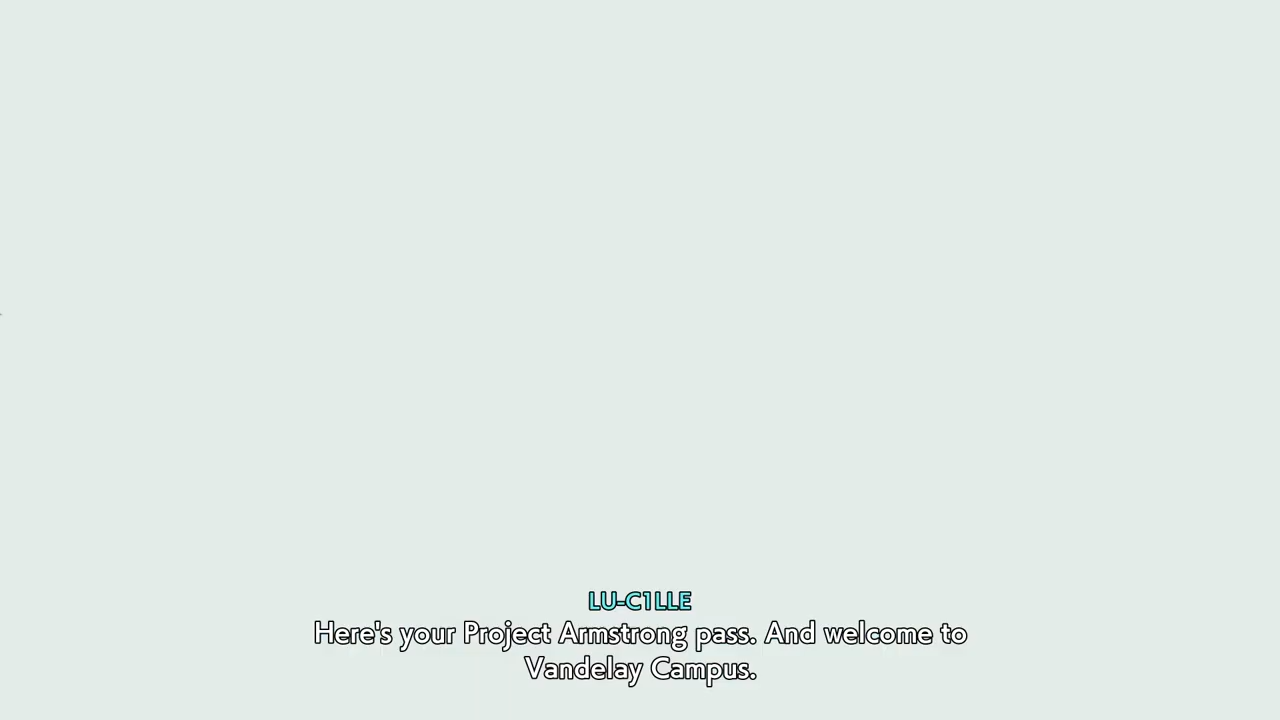 LU-C1LLE
Here's your Project Armstrong pass. And welcome to
Vandelay Campus.